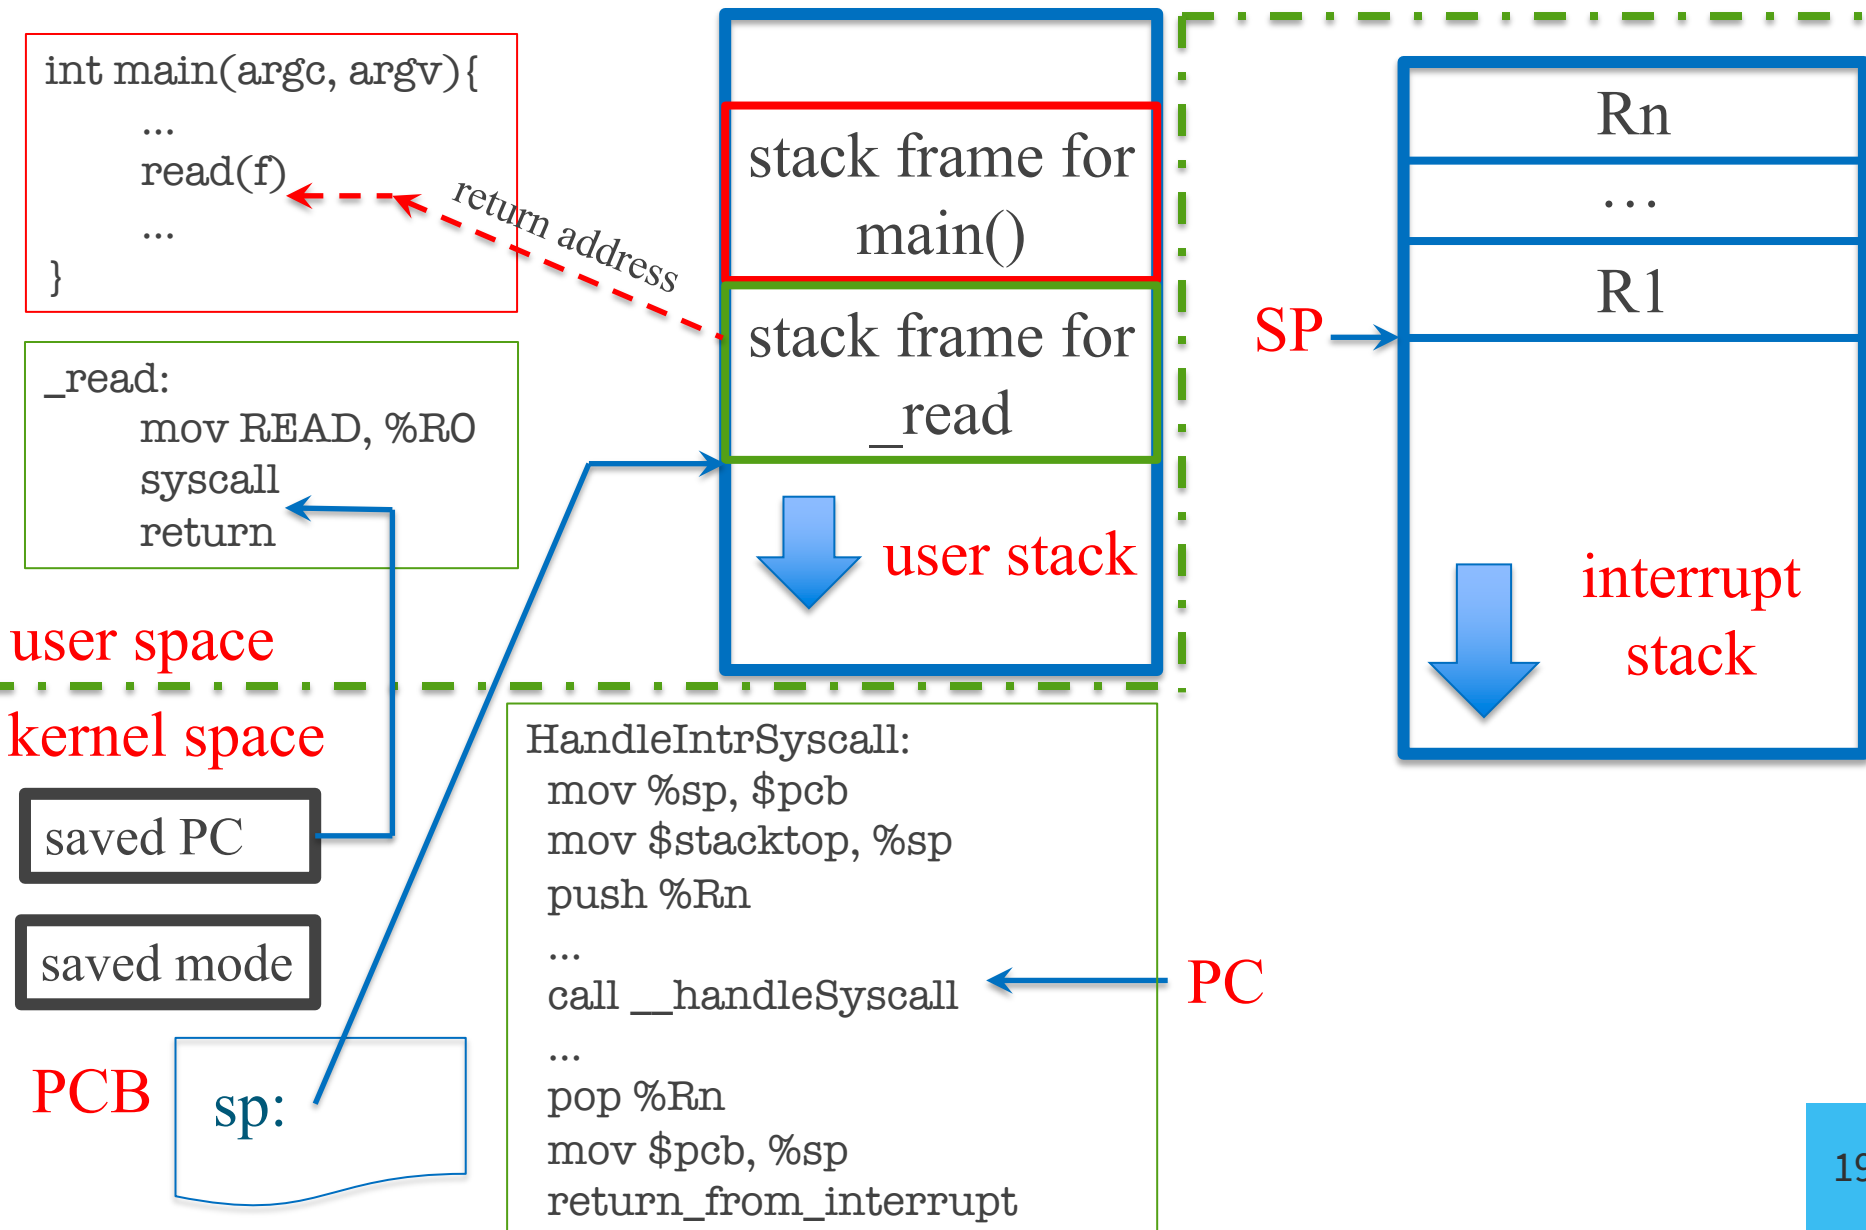 int main(argc, argv){
...
read(f)
...
}
return address
_read:
mov READ, %R0
syscall
return
user space
kernel space
saved PC
saved mode
PCB
sp:
stack frame for
main()
stack frame for
_read
user stack
HandleIntrSyscall:
mov %sp, $pcb
mov $stacktop, %sp
push %Rn
...
call __handleSyscall
...
pop %Rn
mov $pcb, %sp
return_from_interrupt
PC
SP
Rn
...
R1
interrupt
stack
19